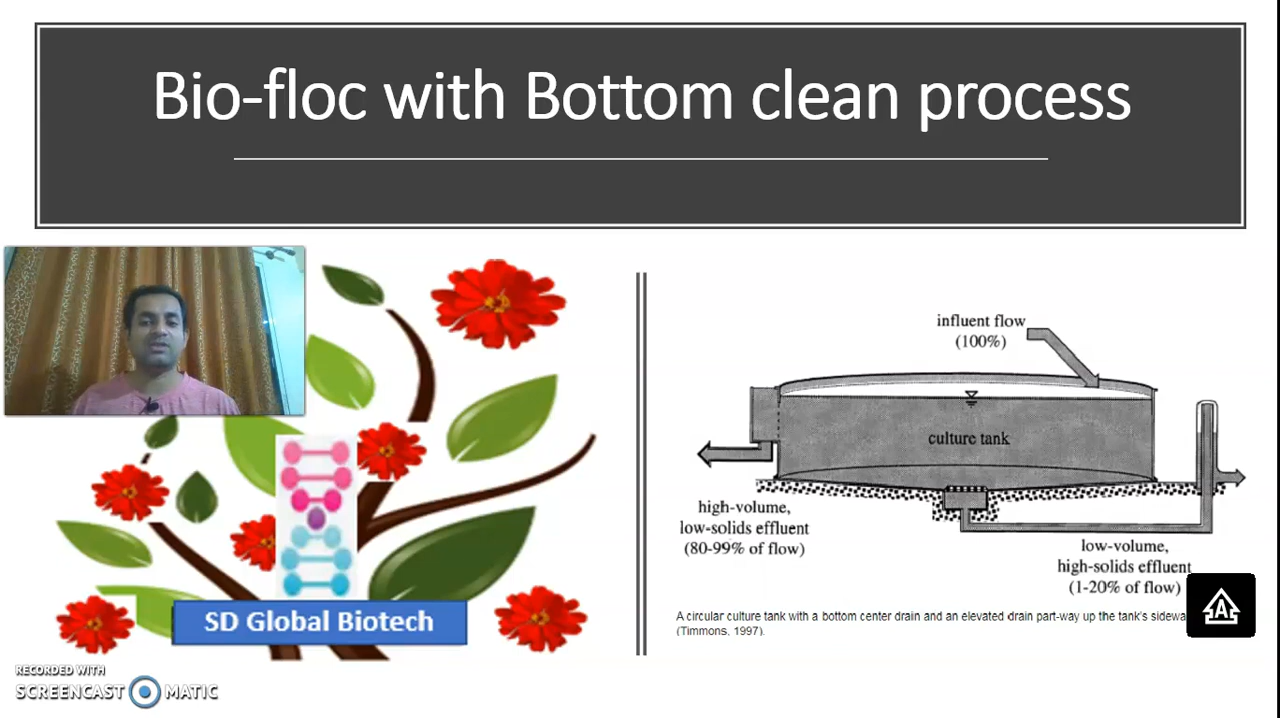 Bio-floc with Bottom clean process
SD Global Biotech
influent flow
(100%)
culture tank
high-volume,
low-solids effluent
(80-99% of flow)
low-volume,
high-solids effluent
(1-20% of flow)
A circular culture tank with a bottom center drain and an elevated drain part-way up the tank's
(Timmons, 1997).
RECORDED WITH
SCREENCAST MATIC
A